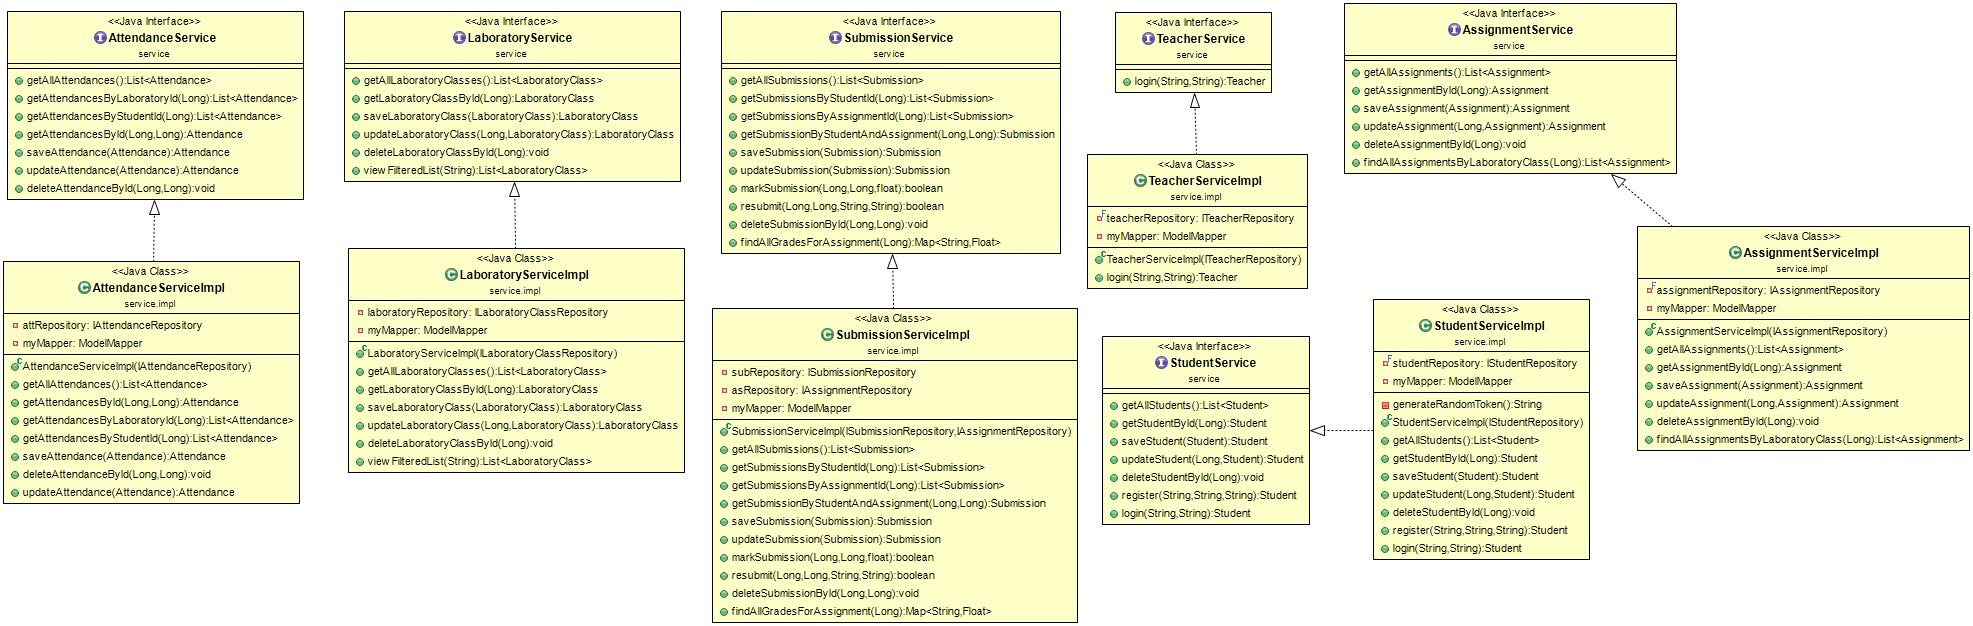 <<Java Interface>>
AttendanceService
service
getAllAttendances():List<Attendance>
getAttendancesByLaboratoryId(Long):List<Attendance>
getAttendancesByStudentId(Long):List<Attendance>
getAttendancesById(Long,Long):Attendance
saveAttendance(Attendance):Attendance
updateAttendance(Attendance):Attendance
deleteAttendanceById(Long,Long):void
<<Java Class>>
AttendanceServiceImpl
service.impl
attRepository: IAttendanceRepository
myMapper: ModelMapper
AttendanceServiceImpl(IAttendanceRepository)
getAllAttendances():List<Attendance>
getAttendancesById(Long,Long):Attendance
getAttendancesByLaboratoryId(Long):List<Attendance>
getAttendancesByStudentId(Long):List<Attendance>
saveAttendance(Attendance):Attendance
deleteAttendanceById(Long,Long):void
updateAttendance(Attendance):Attendance
<<Java Interface>>
LaboratoryService
service
getAllLaboratoryClasses():List<LaboratoryClass>
getLaboratoryClassById(Long):LaboratoryClass
saveLaboratoryClass(LaboratoryClass):LaboratoryClass
updateLaboratoryClass(Long,LaboratoryClass):LaboratoryClass
deleteLaboratoryClassById(Long):void
viewFilteredList(String):List<LaboratoryClass>
<<Java Class>>
LaboratoryServiceImpl
service.impl
laboratoryRepository: ILaboratoryClassRepository
myMapper: ModelMapper
LaboratoryServiceImpl(ILaboratoryClassRepository)
getAllLaboratoryClasses():List<LaboratoryClass>
getLaboratoryClassById(Long):LaboratoryClass
saveLaboratoryClass(LaboratoryClass):LaboratoryClass
updateLaboratoryClass(Long,LaboratoryClass):LaboratoryClass
deleteLaboratoryClassById(Long):void
viewFilteredList(String):List<LaboratoryClass>
<<Java Interface>>
SubmissionService
service
getAllSubmissions():List<Submission>
getSubmissionsByStudentId(Long):List<Submission>
getSubmissionsByAssignmentId(Long):List<Submission>
getSubmissionByStudentAndAssignment(Long,Long):Submission
saveSubmission(Submission):Submission
updateSubmission(Submission):Submission
markSubmission(Long,Long,float):boolean
resubmit(Long,Long,String,String):boolean
deleteSubmissionById(Long,Long):void
findAllGradesForAssignment(Long):Map<String,Float>
<<Java Class>>
SubmissionServiceImpl
service.impl
subRepository: ISubmissionRepository
asRepository: IAssignmentRepository
myMapper: ModelMapper
SubmissionServiceImpl(ISubmissionRepository,IAssignmentRepository)
getAllSubmissions():List<Submission>
getSubmissionsByStudentId(Long):List<Submission>
getSubmissionsByAssignmentId(Long):List<Submission>
getSubmissionByStudentAndAssignment(Long,Long):Submission
saveSubmission(Submission):Submission
updateSubmission(Submission):Submission
markSubmission(Long,Long,float):boolean
resubmit(Long,Long,String,String):boolean
deleteSubmissionById(Long,Long):void
findAllGradesForAssignment(Long):Map<String,Float>
<<Java Interface>>
TeacherService
service
login(String,String):Teacher
<<Java Class>>
TeacherServiceImpl
service.impl
teacherRepository: ITeacherRepository
myMapper: ModelMapper
TeacherServiceImpl(ITeacherRepository)
login(String,String):Teacher
<<Java Interface>>
StudentService
service
getAllStudents():List<Student>
getStudentById(Long):Student
saveStudent(Student):Student
updateStudent(Long,Student):Student
deleteStudentById(Long):void
register(String,String,String):Student
login(String,String):Student
<<Java Class>>
StudentServiceImpl
service.impl
studentRepository: IStudentRepository
myMapper: ModelMapper
generateRandomToken():String
StudentServiceImpl(IStudentRepository)
getAllStudents():List<Student>
getStudentById(Long):Student
saveStudent(Student):Student
updateStudent(Long,Student):Student
deleteStudentById(Long):void
register(String,String,String):Student
login(String,String):Student
<<Java Interface>>
AssignmentService
service
getAllAssignments():List<Assignment>
getAssignmentById(Long):Assignment
saveAssignment(Assignment):Assignment
updateAssignment(Long,Assignment):Assignment
deleteAssignmentById(Long):void
findAllAssignmentsByLaboratoryClass(Long):List<Assignment>
<<Java Class>>
AssignmentServiceImpl
service.impl
assignmentRepository: IAssignmentRepository
myMapper: ModelMapper
AssignmentServiceImpl(IAssignmentRepository)
getAllAssignments():List<Assignment>
getAssignmentById(Long):Assignment
saveAssignment(Assignment):Assignment
updateAssignment(Long,Assignment):Assignment
deleteAssignmentById(Long):void
findAllAssignmentsByLaboratoryClass(Long):List<Assignment>